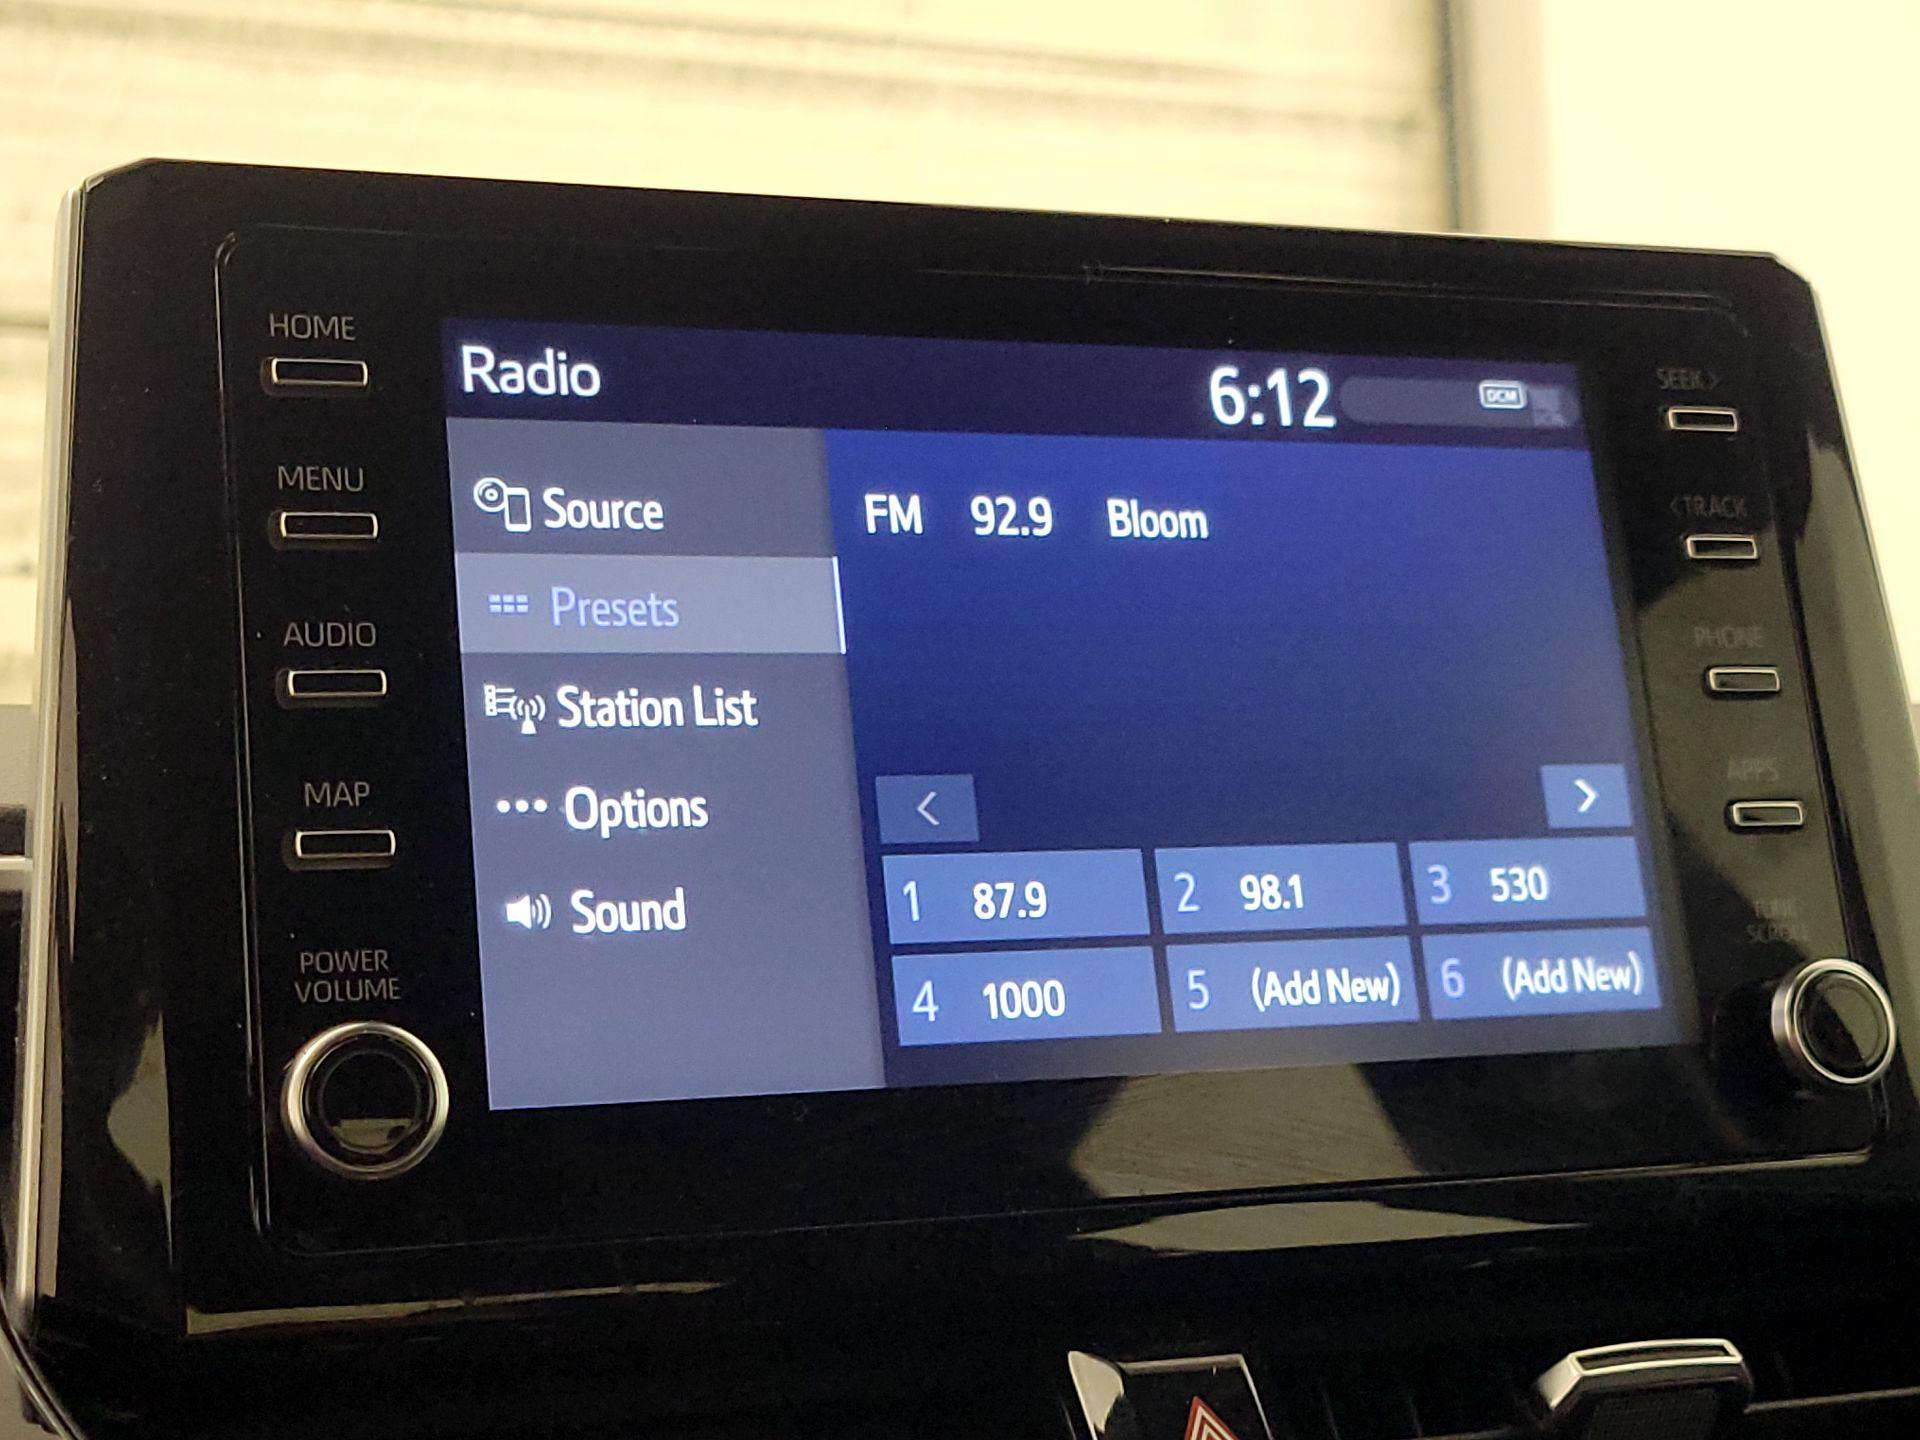 HOME
MENU
AUDIO
MAP
POWER
VOLUME
Radio
6:12
DCM
Source
Presets
Station List
Options
Sound
FM 92.9 Bloom
<
>
1 87.9
2 98.1
3 530
4 1000
5 (Add New)
6 (Add New)
SEEK >
< TRACK
PHONE
APPS
TUNE
SCROLL